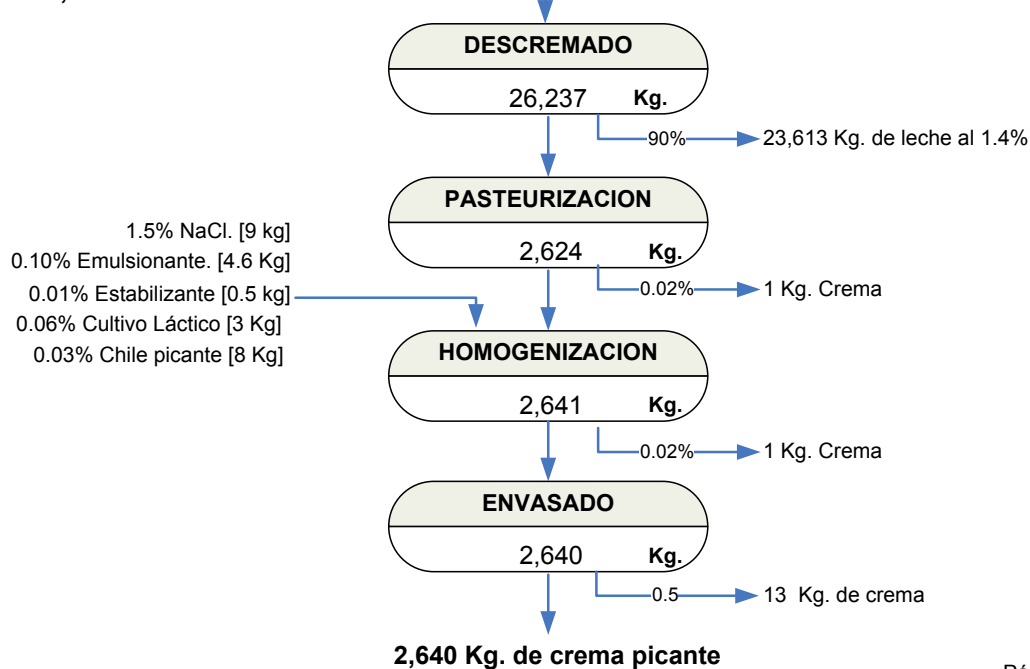 DESCREMADO
26,237 Kg.
90% 23,613 Kg. de leche al 1.4%
PASTEURIZACION
2,624 Kg.
0.02% 1 Kg. Crema
1.5% NaCl. [9 kg]
0.10% Emulsionante. [4.6 Kg]
0.01% Estabilizante [0.5 kg]
0.06% Cultivo Láctico [3 Kg]
0.03% Chile picante [8 Kg]
HOMOGENIZACION
2,641 Kg.
0.02% 1 Kg. Crema
ENVASADO
2,640 Kg.
0.5 13 Kg. de crema
2,640 Kg. de crema picante